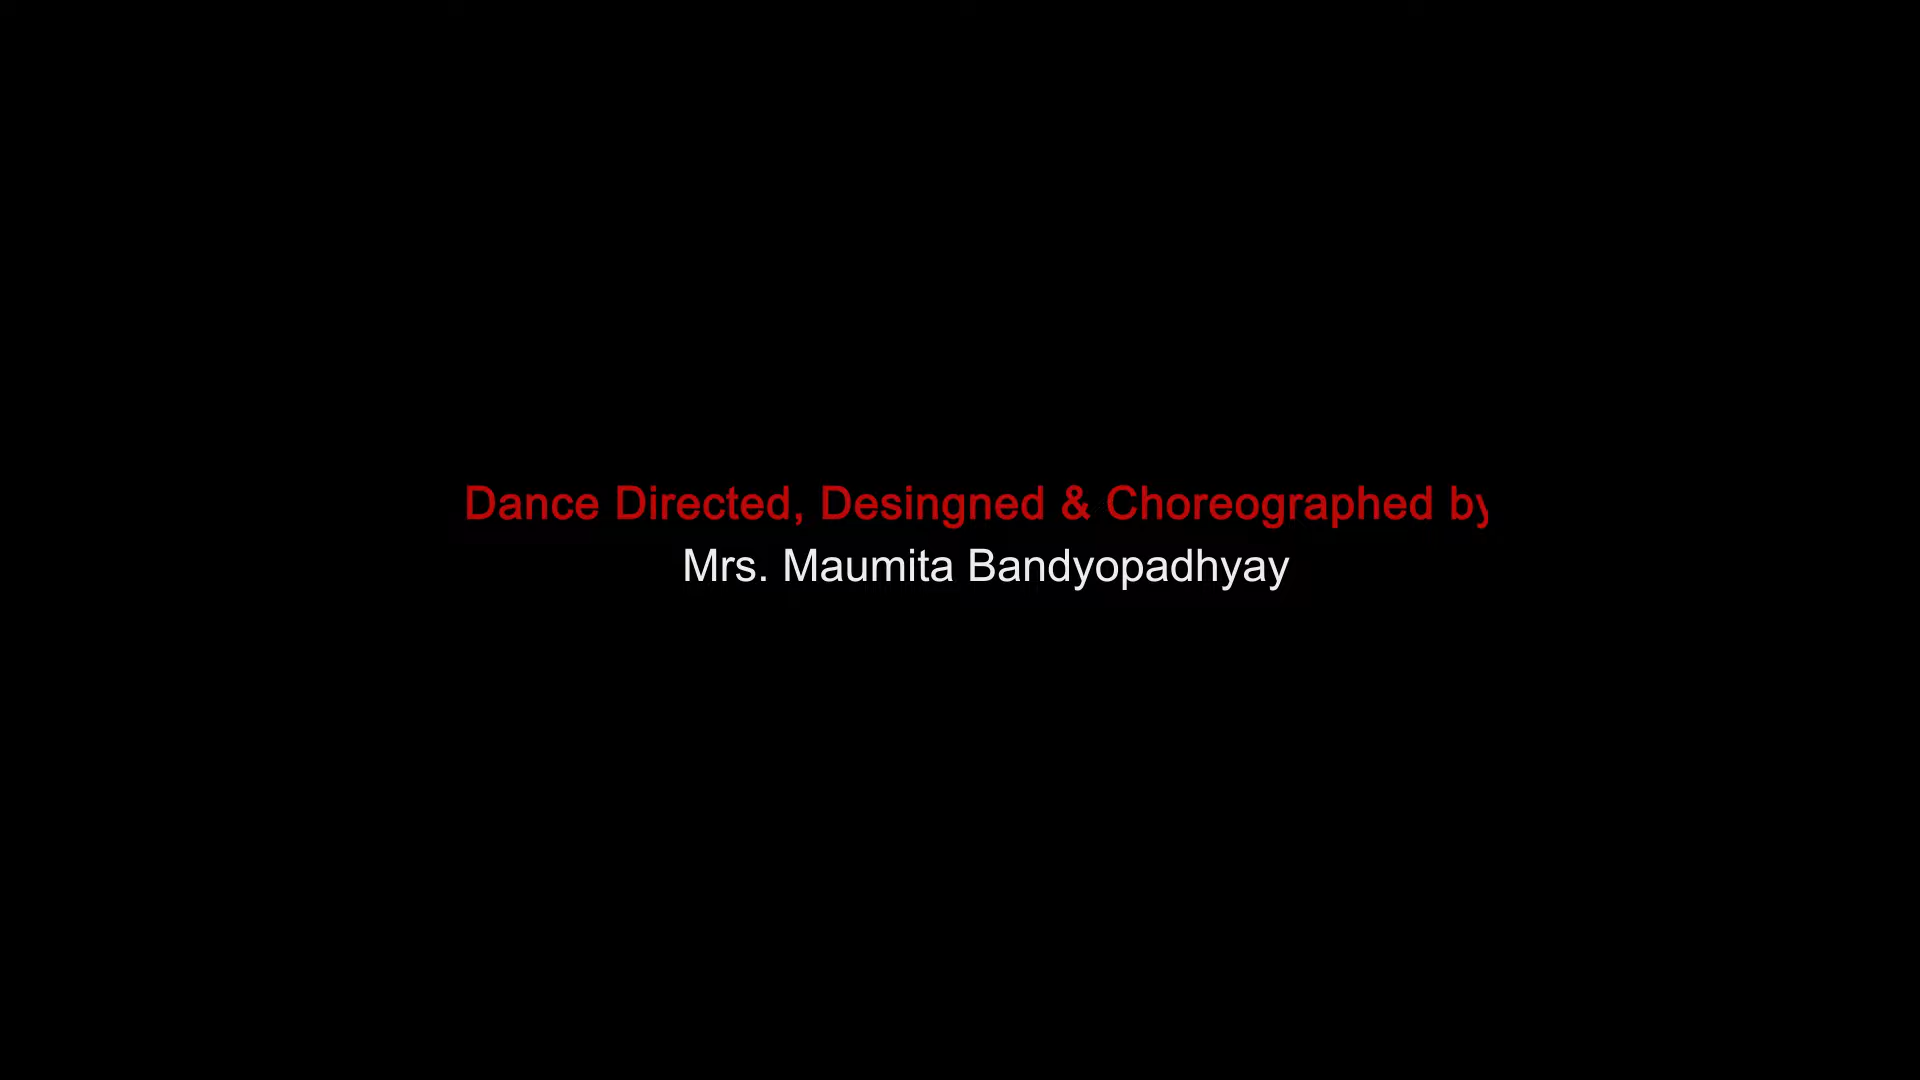 Dance Directed, Desingned & Choreographed by
Mrs. Maumita Bandyopadhyay